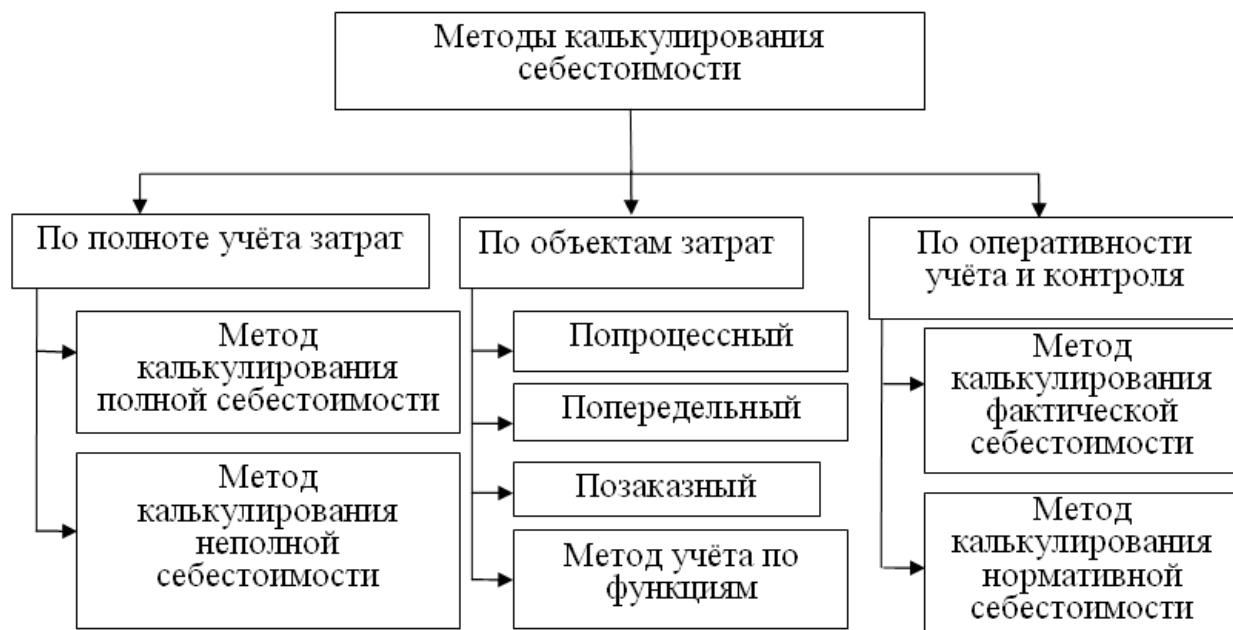 Методы калькулирования
себестоимости
По полноте учёта затрат
Метод
калькулирования
полной себестоимости
Метод
калькулирования
неполной
себестоимости
По объектам затрат
Попроцессный
Попередельный
Позаказный
Метод учёта по
функциям
По оперативности
учёта и контроля
Метод
калькулирования
фактической
себестоимости
Метод
калькулирования
нормативной
себестоимости